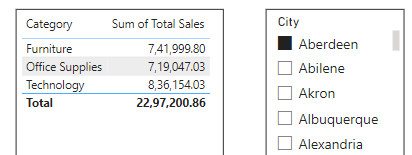 Category Sum of Total Sales
Furniture 7,41,999.80
Office Supplies 7,19,047.03
Technology 8,36,154.03
Total 22,97,200.86
City
Aberdeen
Abilene
Akron
Albuquerque
Alexandria